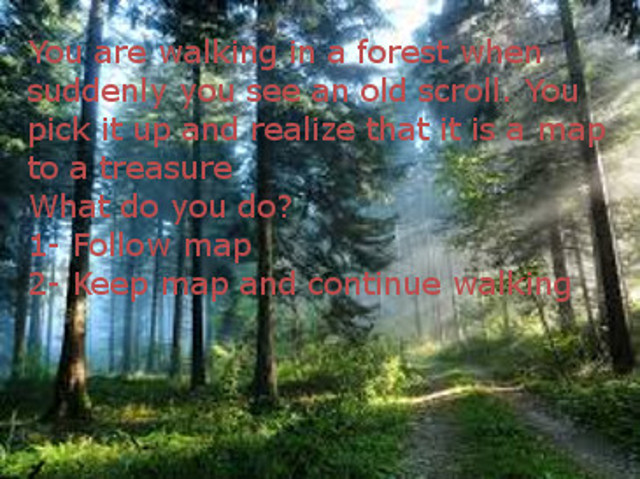 You are walking in a forest when
suddenly you see an old scroll. You
pick it up and realize that it is a map
to a treasure
What do you do?
1- Follow map
2- Keep map and continue walking